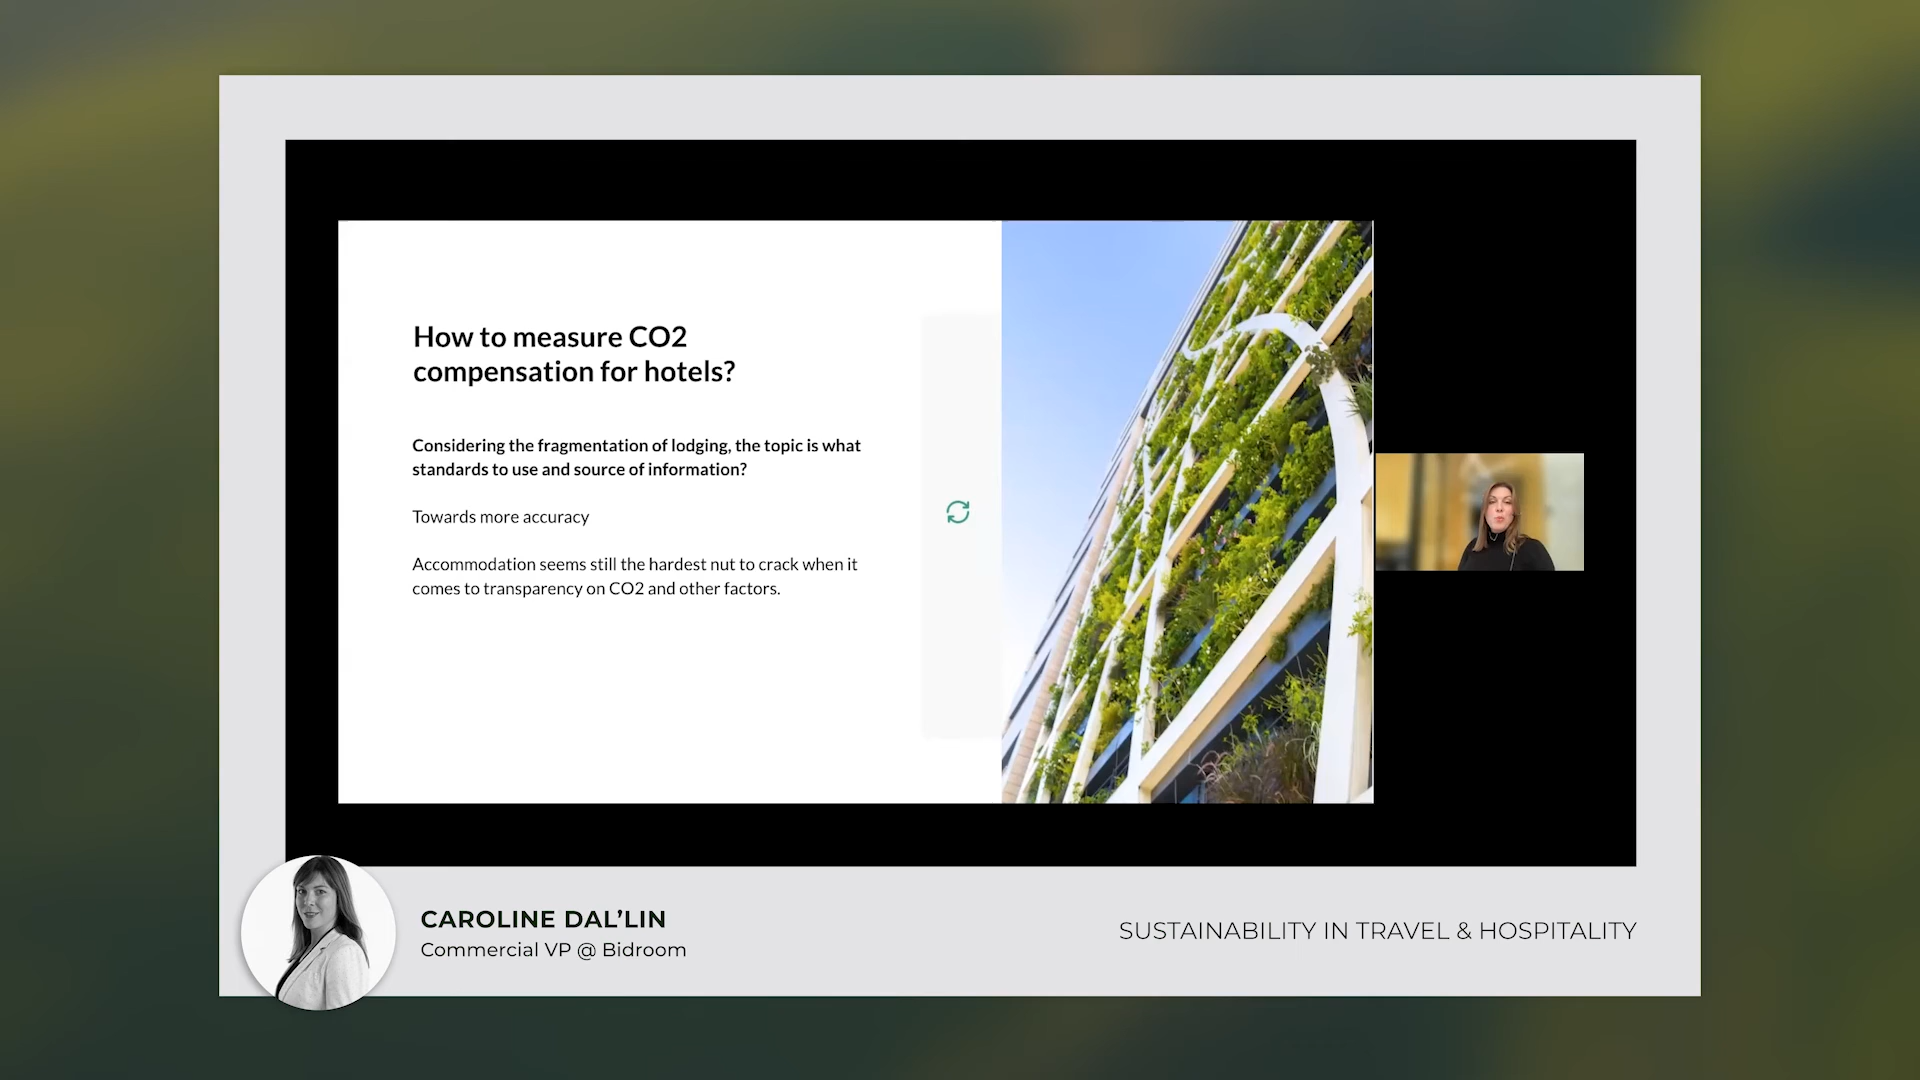 How to measure CO2
compensation for hotels?
Considering the fragmentation of lodging, the topic is what
standards to use and source of information?
Towards more accuracy
Accommodation seems still the hardest nut to crack when it
comes to transparency on CO2 and other factors.
CAROLINE DAL’LIN
Commercial VP @ Bidroom
SUSTAINABILITY IN TRAVEL & HOSPITALITY